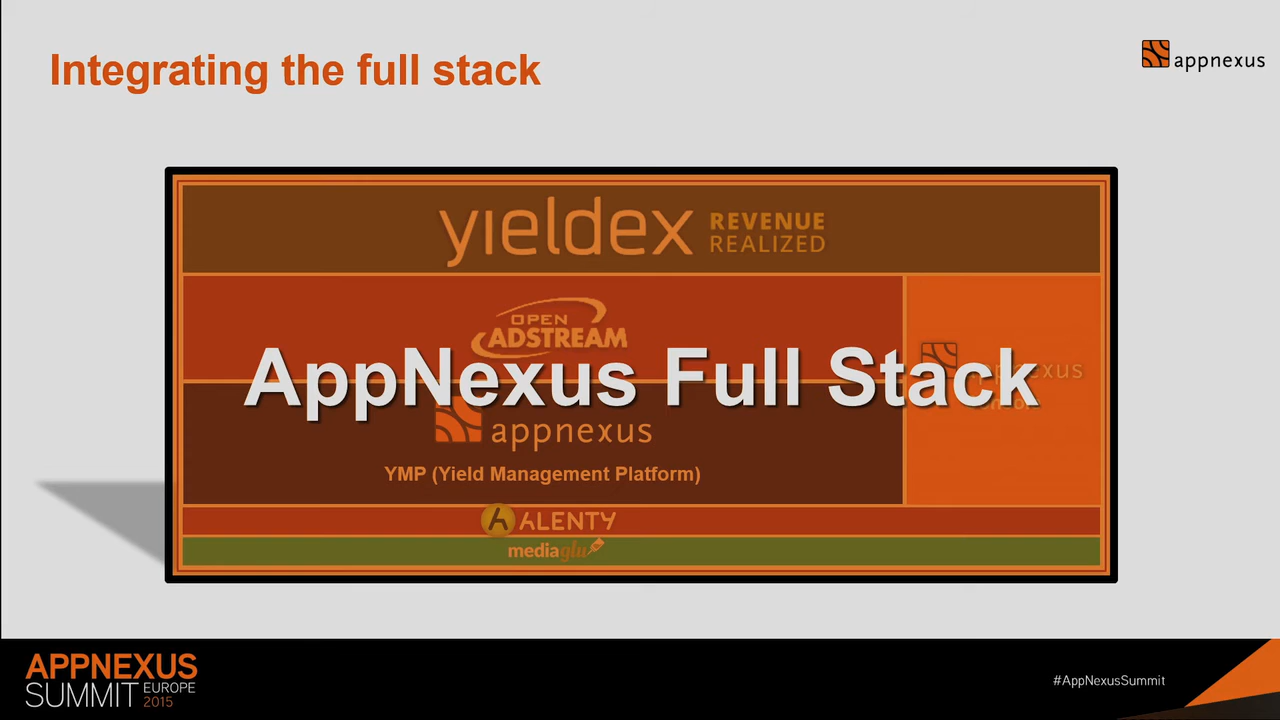 Integrating the full stack
appnexus
yieldex REVENUE
REALIZED
OPEN
ADSTREAM
AppNexus Full Stack
appnexus
YMP (Yield Management Platform)
ALENTY
mediaglu
APPNEXUS
SUMMIT EUROPE
2015
#AppNexusSummit